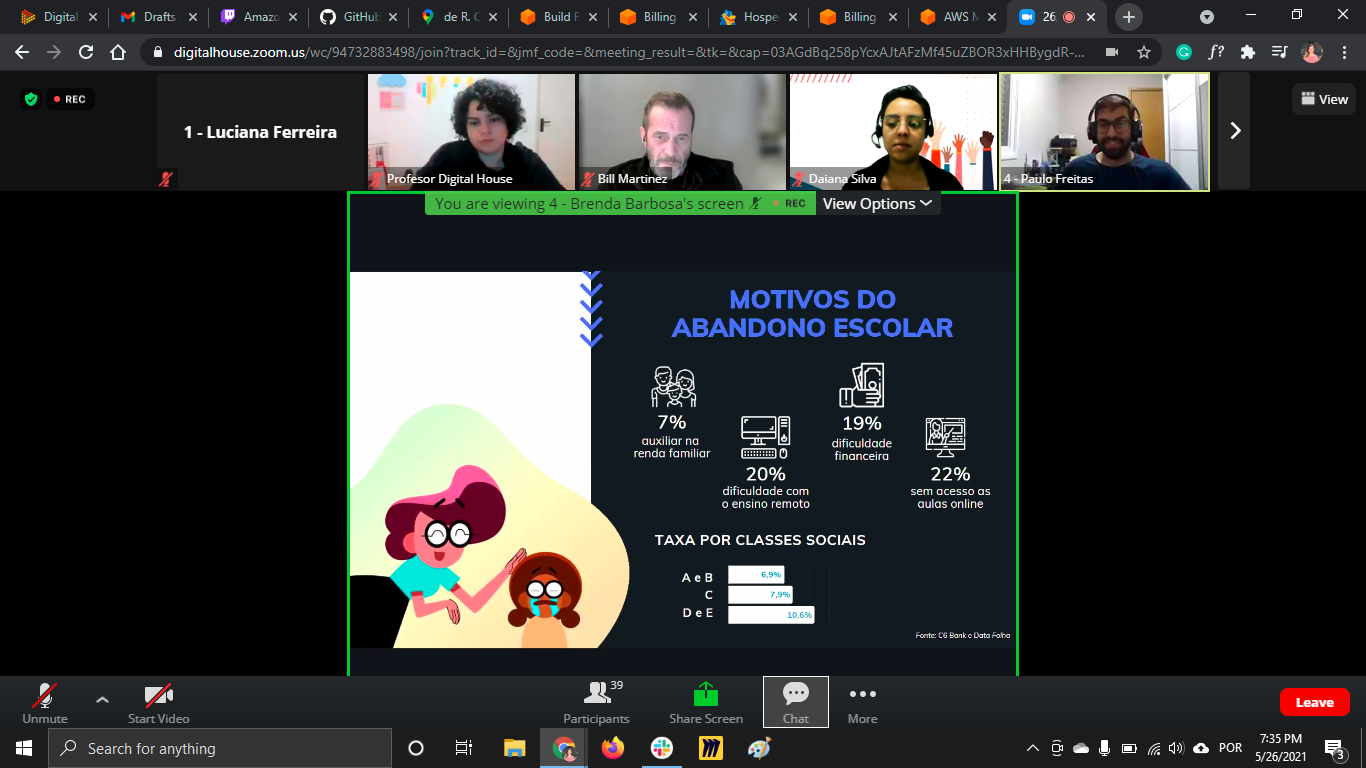 Digital
Drafts
Amazo
GitHub
de R. C
Build F
Billing
Hospe
Billing
AWS M
26
digitalhouse.zoom.us/wc/94732883498/join?track_id=&jmf_code=&meeting_result=&tk=&cap=03AGdBq258pYcxAJtAFzMf45uZBOR3xHHBygdR-...
f?
REC
1 - Luciana Ferreira
Profesor Digital House
Bill Martinez
Daiana Silva
4 - Paulo Freitas
View
You are viewing 4 - Brenda Barbosa's screen
REC
View Options
MOTIVOS DO
ABANDONO ESCOLAR
7%
auxiliar na
renda familiar
20%
dificuldade com
o ensino remoto
19%
dificuldade
financeira
22%
sem acesso as
aulas online
TAXA POR CLASSES SOCIAIS
A e B 6,9%
C 7,9%
D e E 10,6%
Fonte: C6 Bank e Data Folha
Unmute
Start Video
39
Participants
Share Screen
Chat
More
Leave
Search for anything
POR
7:35 PM
5/26/2021
3